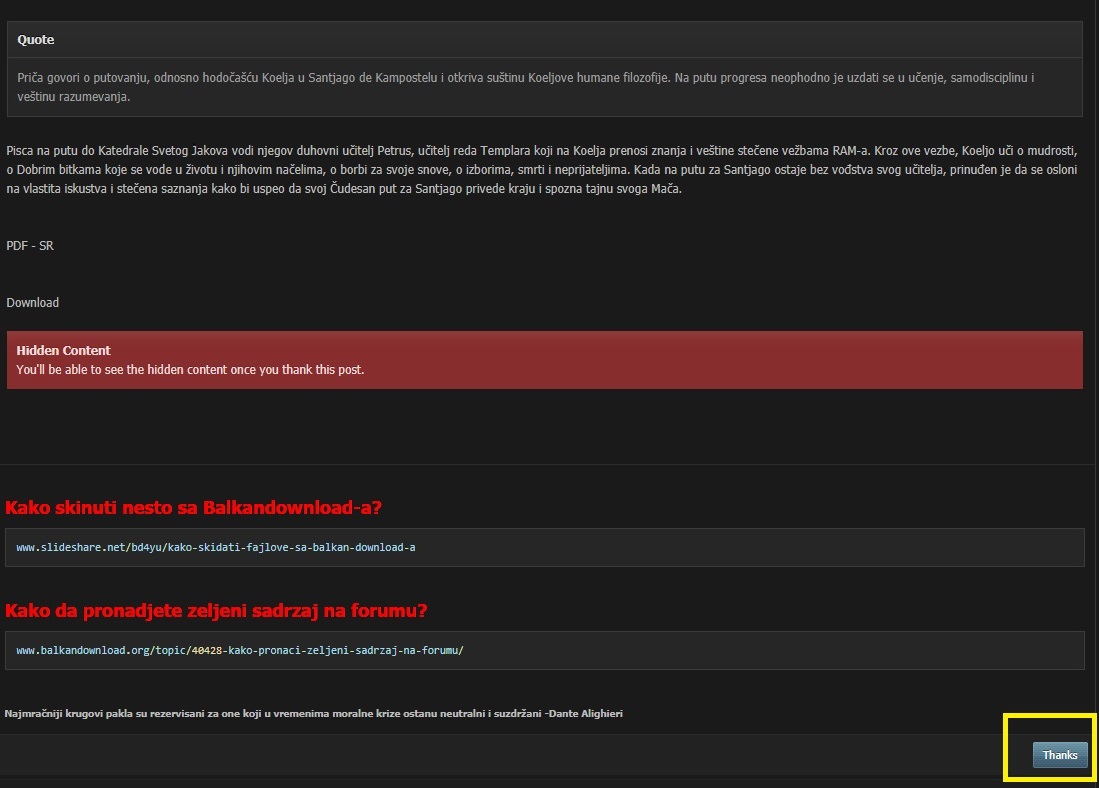 Quote
Priča govori o putovanju, odnosno hodočašću Koelja u Santjago de Kampostelu i otkriva suštinu Koeljove humane filozofije. Na putu progresa neophodno je uzdati se u učenje, samodisciplinu i
veštinu razumevanja.
Pisca na putu do Katedrale Svetog Jakova vodi njegov duhovni učitelj Petrus, učitelj reda Templara koji na Koelja prenosi znanja i veštine stečene vežbama RAM-a. Kroz ove vezbe, Koeljo uči o mudrosti,
o Dobrim bitkama koje se vode u životu i njihovim načelima, o borbi za svoje snove, o izborima, smrti i neprijateljima. Kada na putu za Santjago ostaje bez vođstva svog učitelja, prinuđen je da se osloni
na vlastita iskustva i stečena saznanja kako bi uspeo da svoj Čudesan put za Santjago privede kraju i spozna tajnu svoga Mača.
PDF - SR
Download
Hidden Content
You'll be able to see the hidden content once you thank this post.
Kako skinuti nesto sa Balkandownload-a?
www.slideshare.net/bd4yu/kako-skidati-fajlove-sa-balkan-download-a
Kako da pronadjete zeljeni sadrzaj na forumu?
www.balkandownload.org/topic/40428-kako-pronaci-zeljeni-sadrzaj-na-forumu/
Najmračniji krugovi pakla su rezervisani za one koji u vremenima moralne krize ostanu neutralni i suzdržani -Dante Alighieri
Thanks